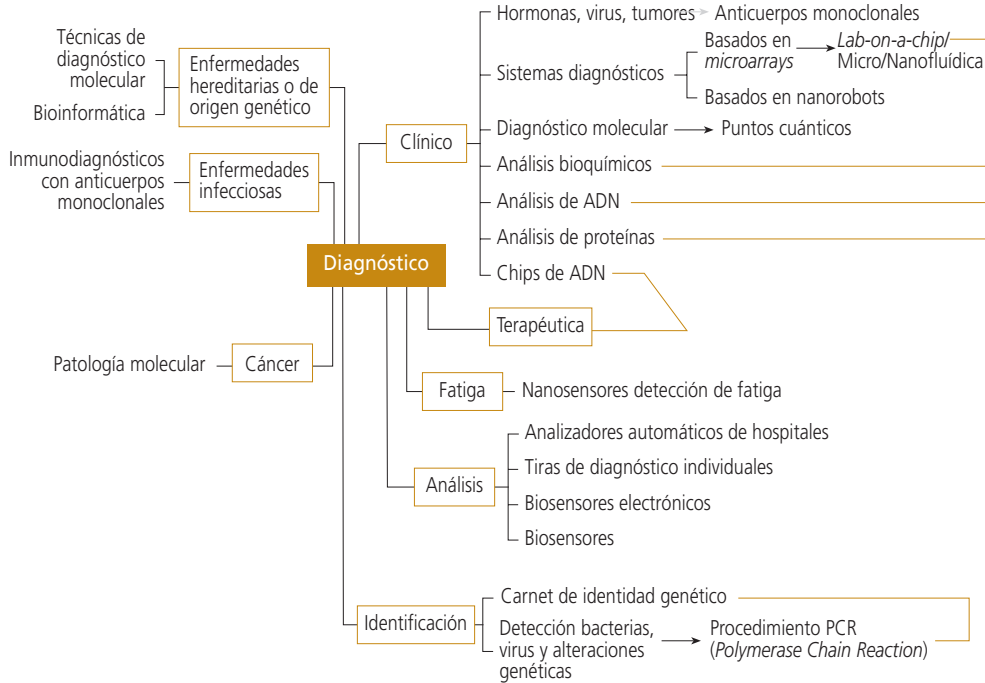 Técnicas de
diagnóstico
molecular
Bioinformática
Enfermedades
hereditarias o de
origen genético
Inmunodiagnósticos
con anticuerpos
monoclonales
Enfermedades
infecciosas
Diagnóstico
Patología molecular
Cáncer
Clínico
Hormonas, virus, tumores
Anticuerpos monoclonales
Sistemas diagnósticos
Basados en
microarrays
Lab-on-a-chip/
Micro/Nanofluídica
Basados en nanorobots
Diagnóstico molecular
Puntos cuánticos
Análisis bioquímicos
Análisis de ADN
Análisis de proteínas
Chips de ADN
Terapéutica
Fatiga
Nanosensores detección de fatiga
Análisis
Analizadores automáticos de hospitales
Tiras de diagnóstico individuales
Biosensores electrónicos
Biosensores
Identificación
Carnet de identidad genético
Detección bacterias,
virus y alteraciones
genéticas
Procedimiento PCR
(Polymerase Chain Reaction)